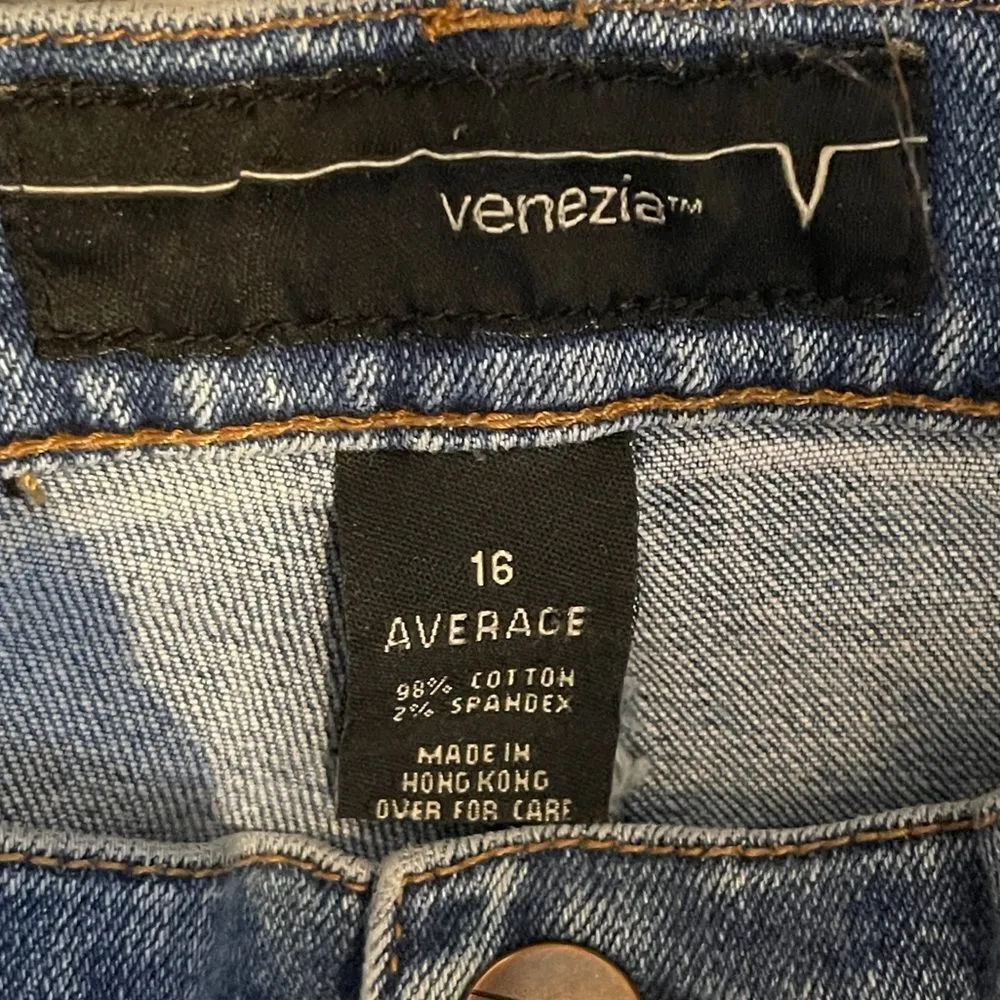 venezia™
16
AVERAGE
98% COTTON
2% SPANDEX
MADE IN
HONG KONG
OVER FOR CARE